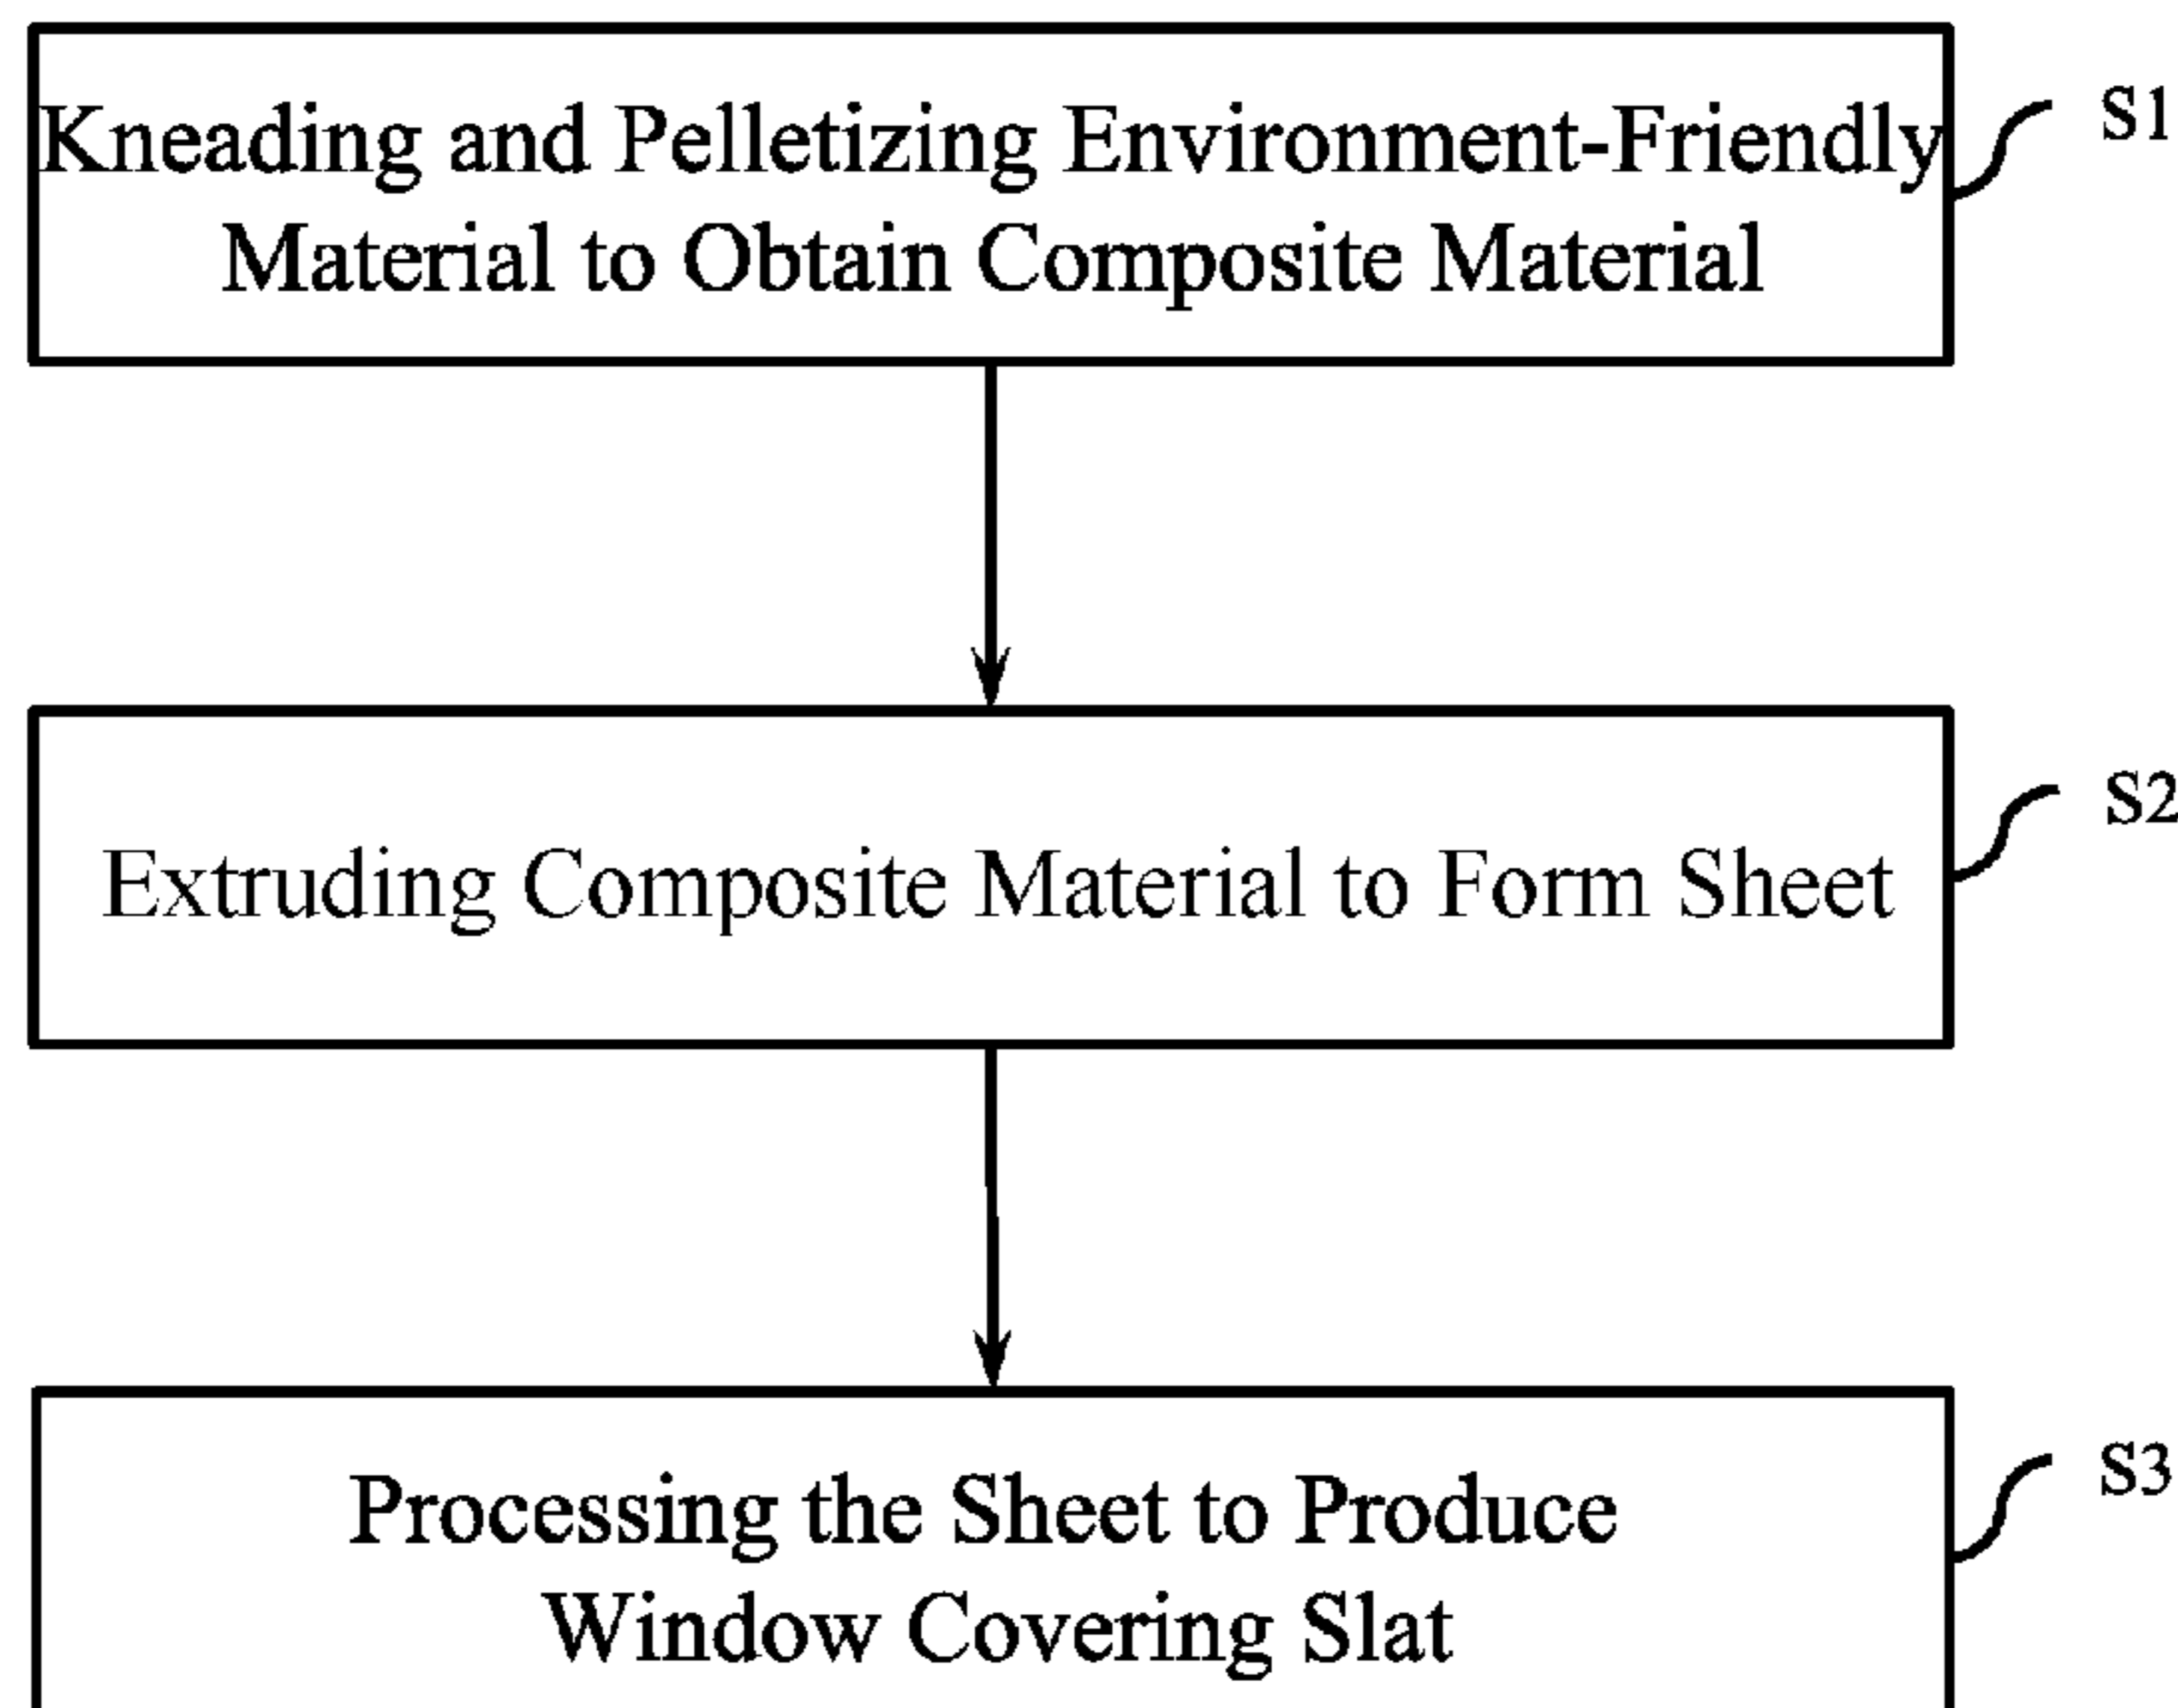 Kneading and Pelletizing Environment-Friendly
Material to Obtain Composite Material
S1
Extruding Composite Material to Form Sheet
S2
Processing the Sheet to Produce
Window Covering Slat
S3